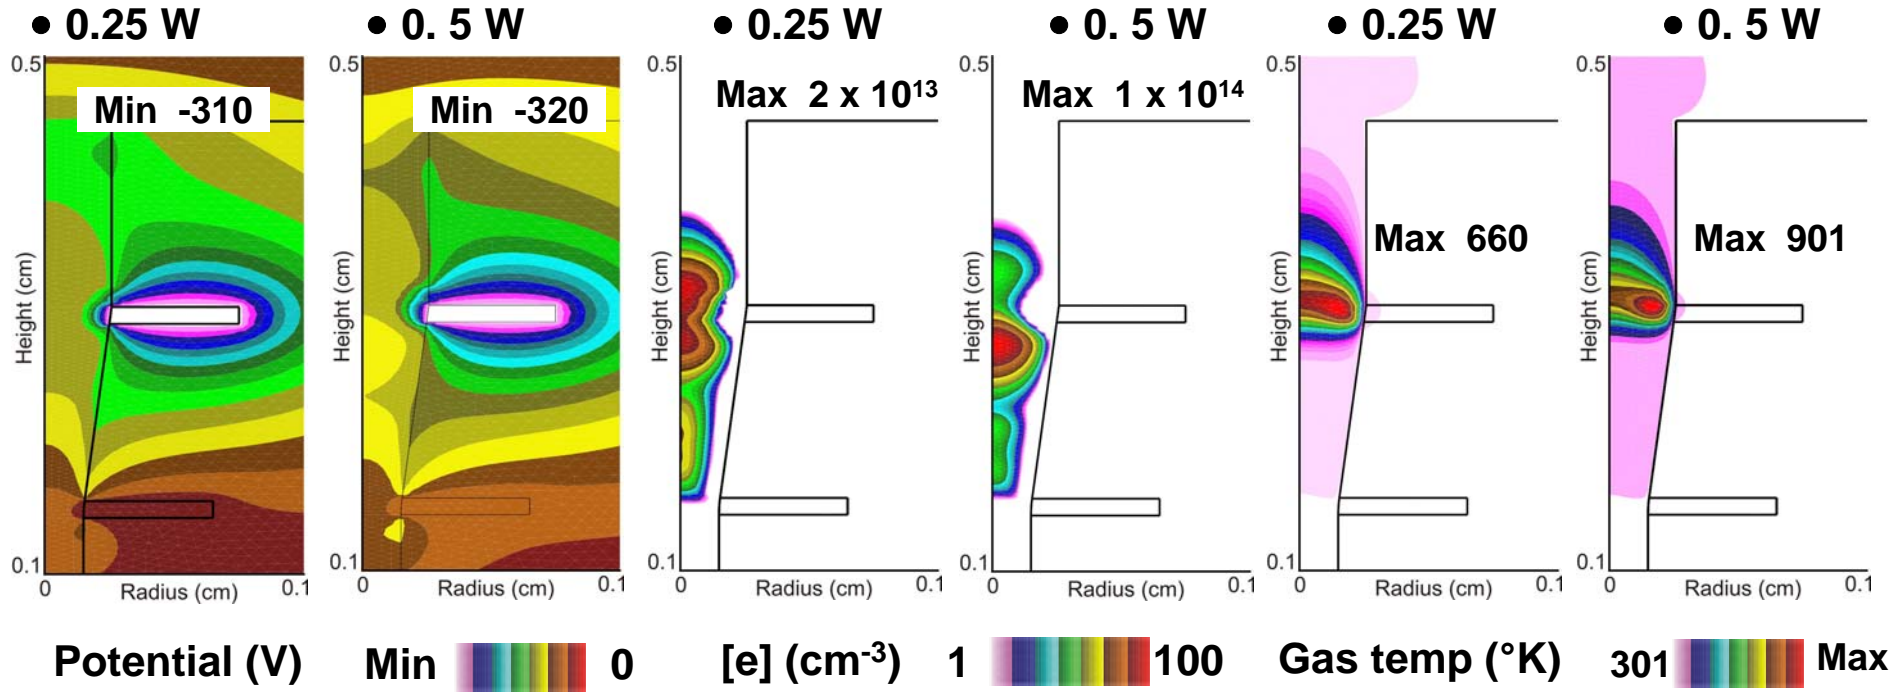 • 0.25 W
• 0. 5 W
• 0.25 W
• 0. 5 W
• 0.25 W
• 0. 5 W
0.5
Min -310
Height (cm)
0.1
0
Radius (cm)
0.1
0.5
Min -320
Height (cm)
0.1
0
Radius (cm)
0.1
0.5
Max 2 x 10¹³
Height (cm)
0.1
0
Radius (cm)
0.1
0.5
Max 1 x 10¹⁴
Height (cm)
0.1
0
Radius (cm)
0.1
0.5
Max 660
Height (cm)
0.1
0
Radius (cm)
0.1
0.5
Max 901
Height (cm)
0.1
0
Radius (cm)
0.1
Potential (V) Min 0
[e] (cm⁻³) 1 100
Gas temp (°K) 301 Max